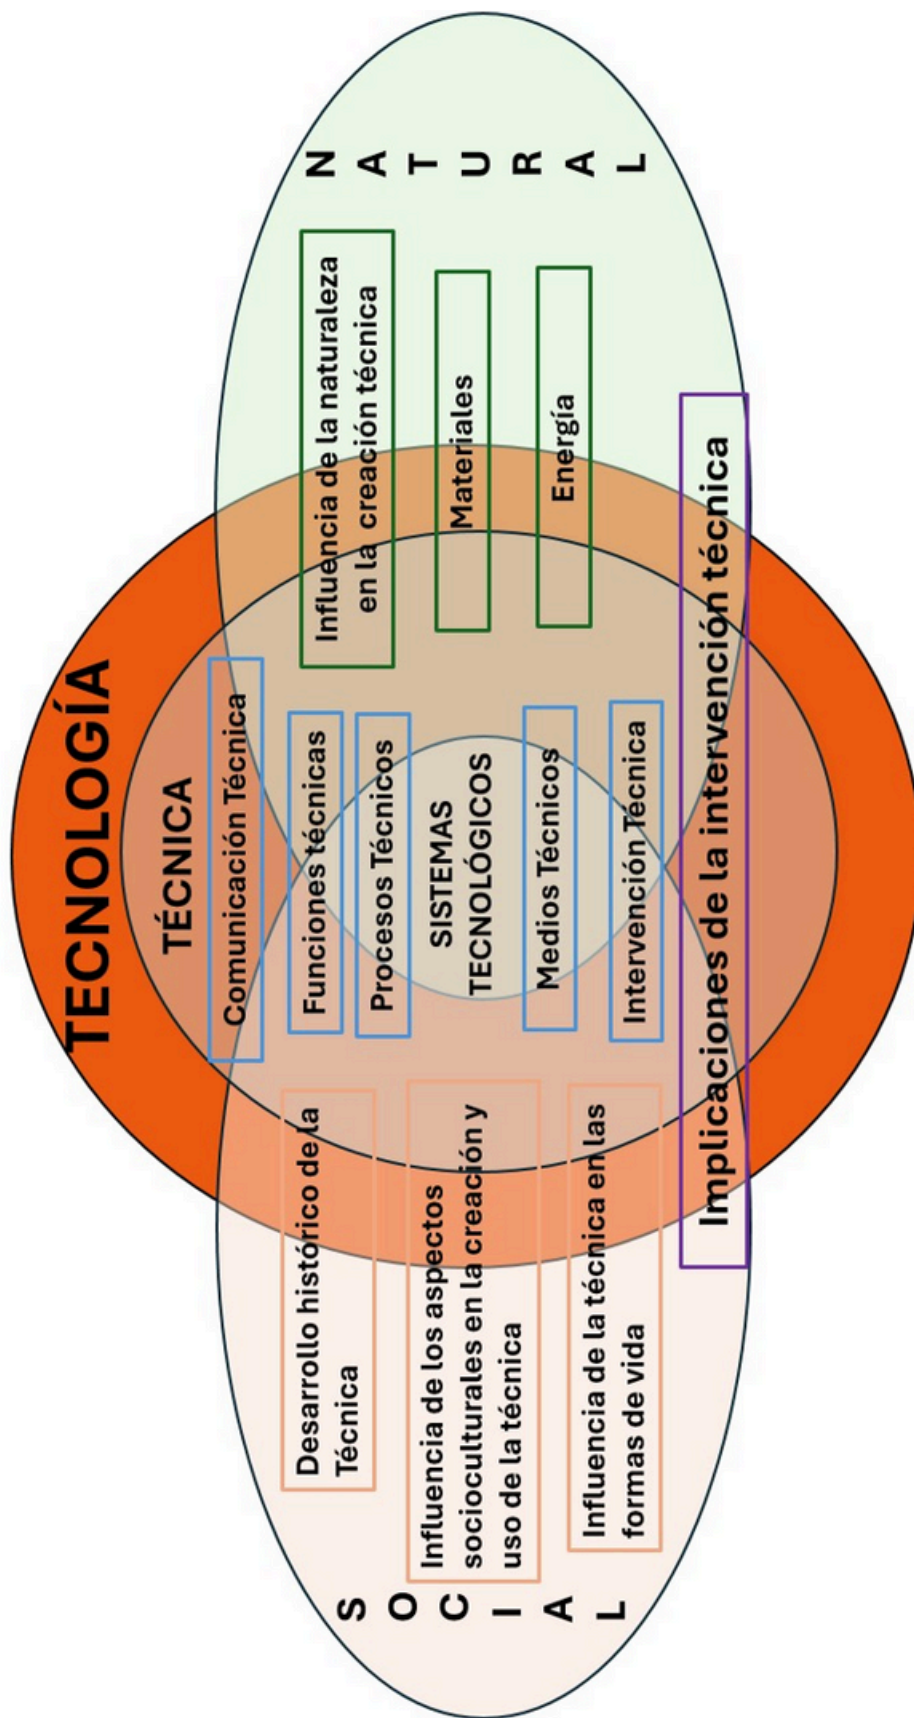 TECNOLOGÍA
TÉCNICA
Comunicación Técnica
Funciones técnicas
Procesos Técnicos
SISTEMAS
TECNOLÓGICOS
Medios Técnicos
Intervención Técnica
SOCIAL
Desarrollo histórico de la
Técnica
Influencia de los aspectos
socioculturales en la creación y
uso de la técnica
Influencia de la técnica en las
formas de vida
NATURAL
Influencia de la naturaleza
en la creación técnica
Materiales
Energía
Implicaciones de la intervención técnica